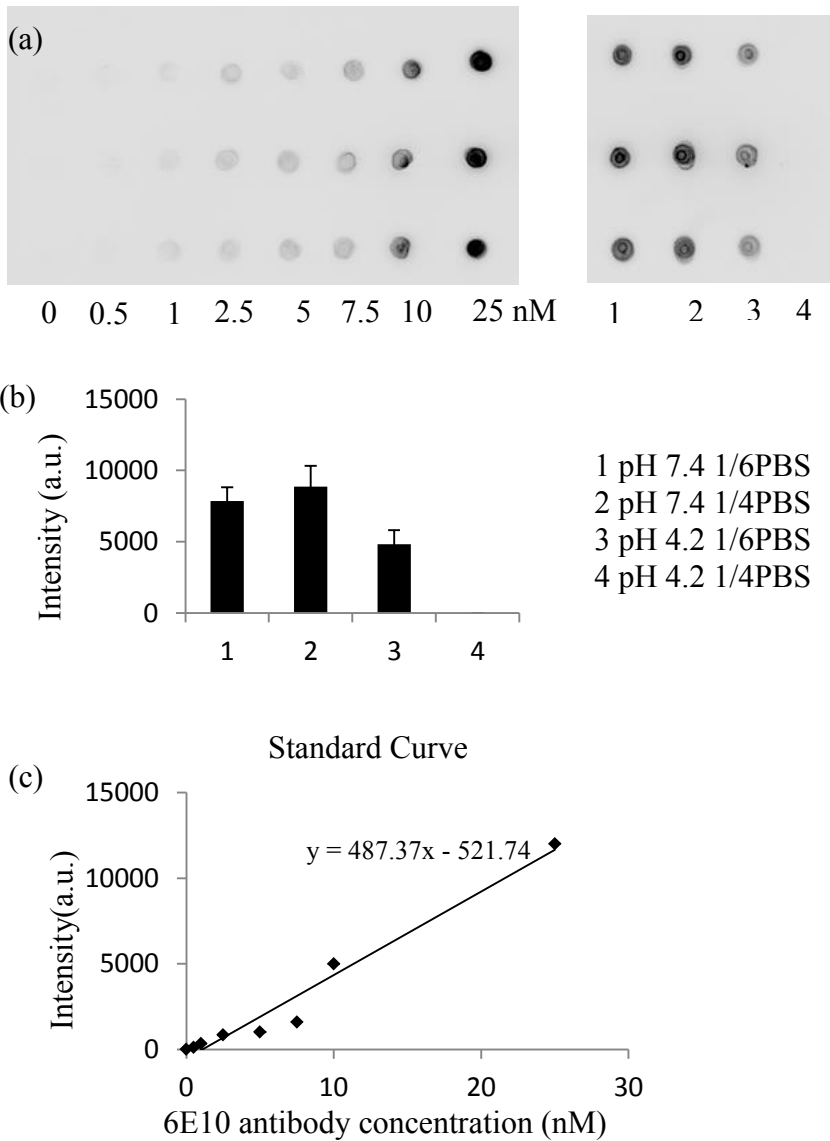 (a)
0 0.5 1 2.5 5 7.5 10 25 nM
1 2 3 4
(b)
15000
10000
5000
0
Intensity (a.u.)
1 2 3 4
1 pH 7.4 1/6PBS
2 pH 7.4 1/4PBS
3 pH 4.2 1/6PBS
4 pH 4.2 1/4PBS
Standard Curve
(c)
15000
10000
5000
0
Intensity(a.u.)
y = 487.37x - 521.74
0 10 20 30
6E10 antibody concentration (nM)